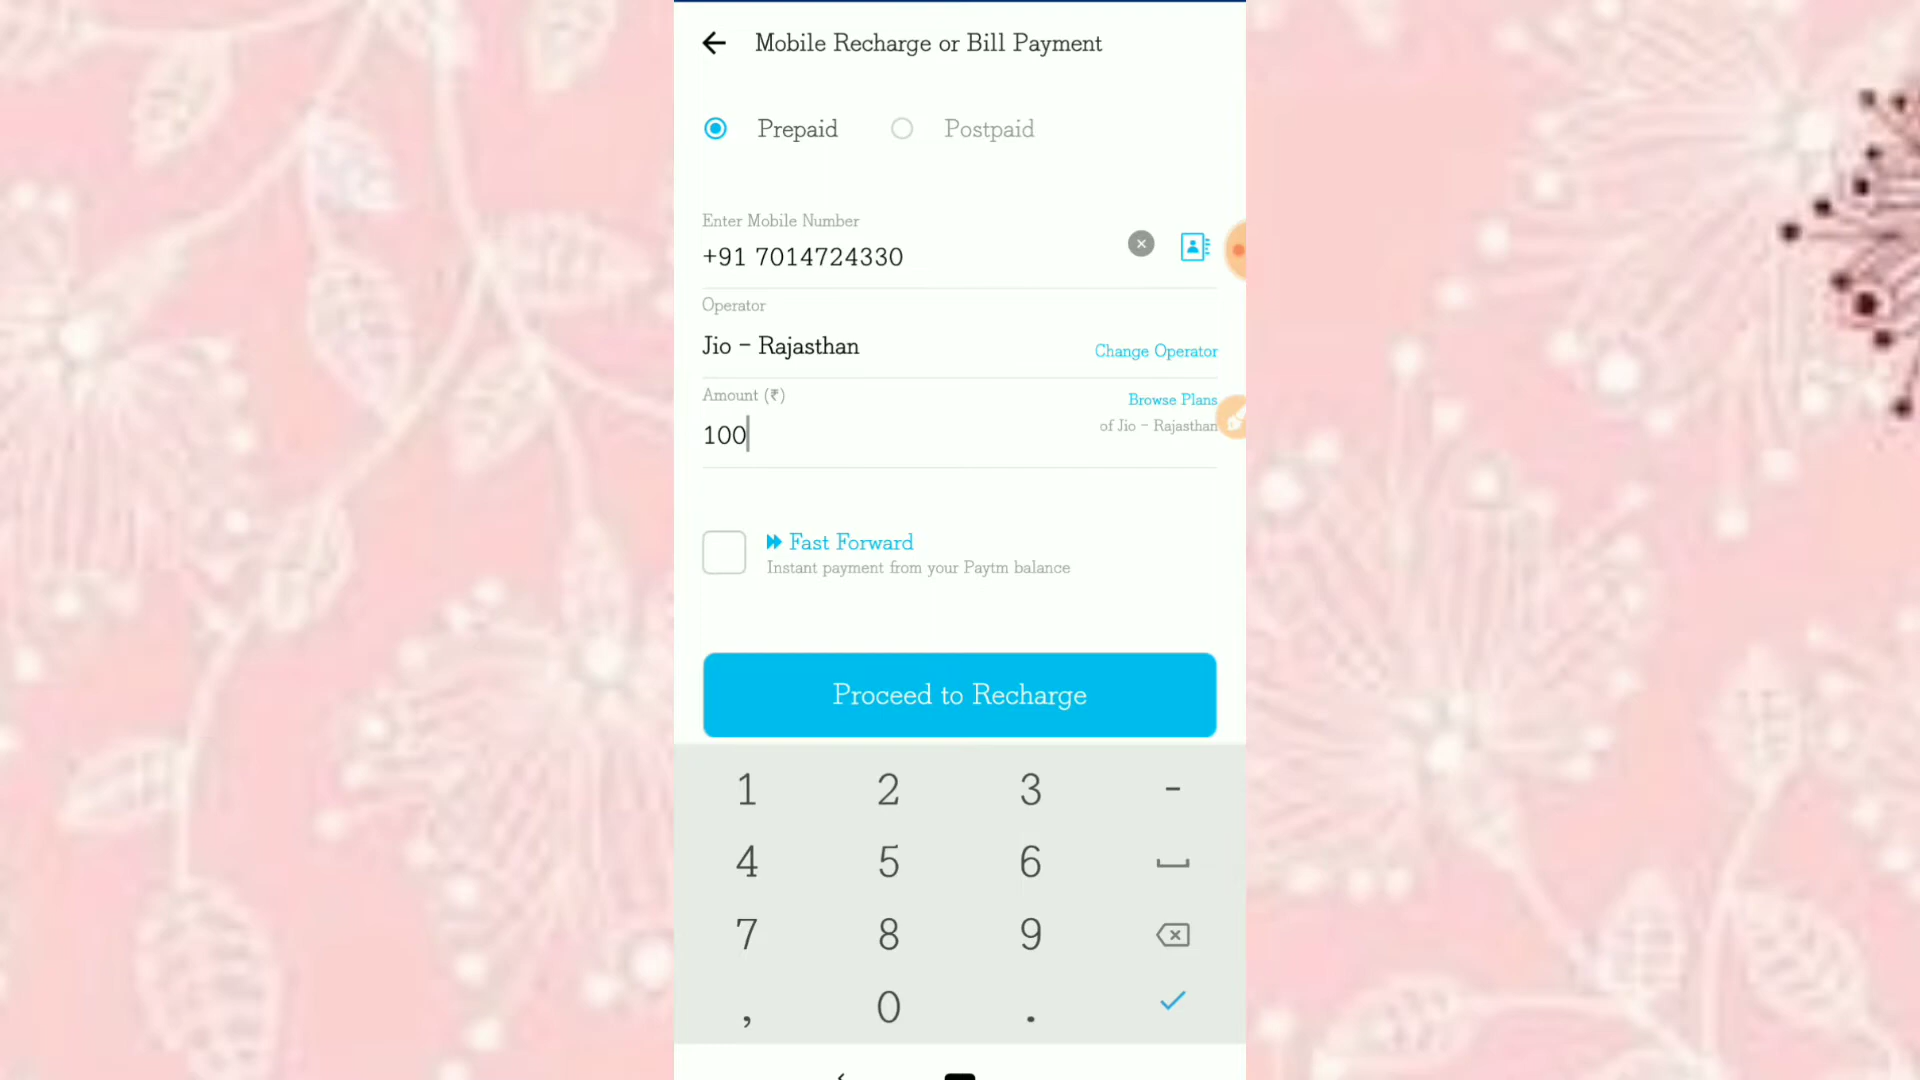 Mobile Recharge or Bill Payment
Prepaid Postpaid
Enter Mobile Number
+91 7014724330
Operator
Jio - Rajasthan Change Operator
Amount (₹) Browse Plans
100 of Jio - Rajasthan
Fast Forward
Instant payment from your Paytm balance
Proceed to Recharge
1 2 3 -
4 5 6
7 8 9
, 0 .